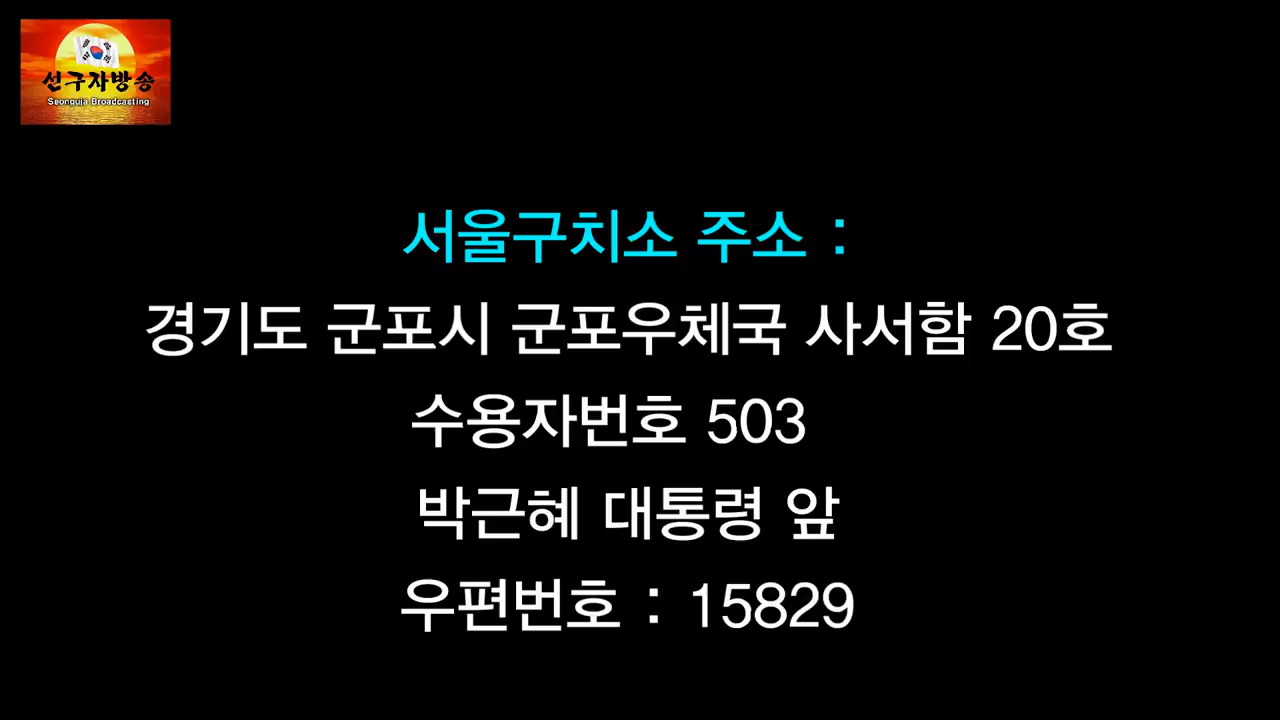 선구자방송
Seonguja Broadcasting
서울구치소 주소 :
경기도 군포시 군포우체국 사서함 20호
수용자번호 503
박근혜 대통령 앞
우편번호 : 15829